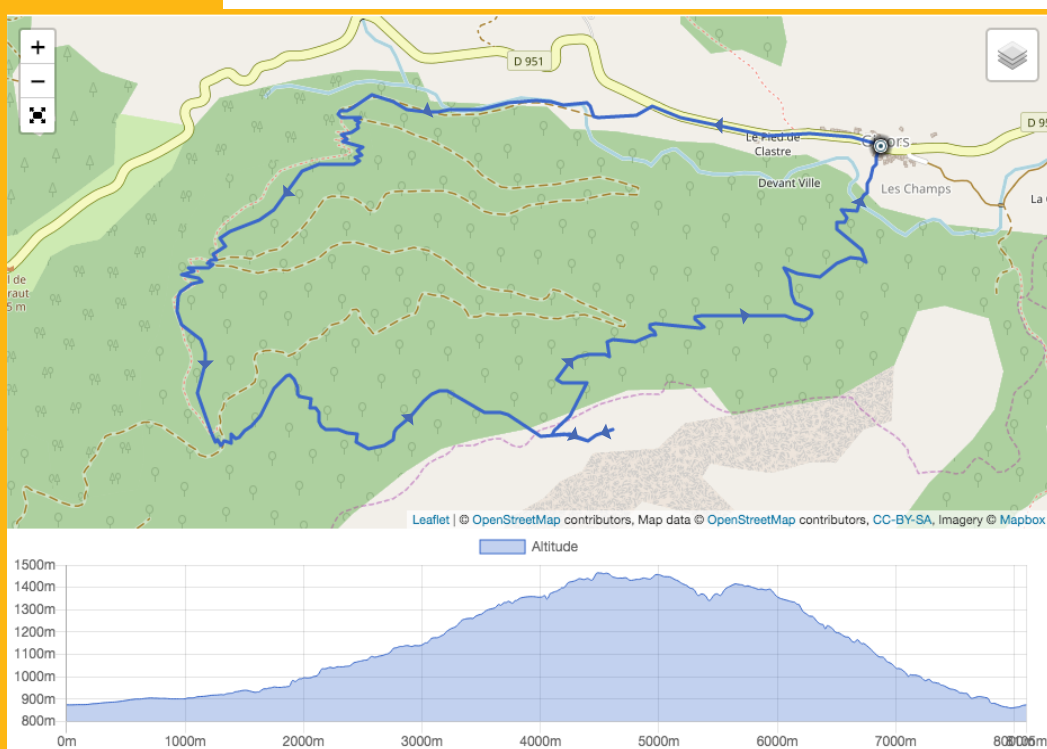 +
−
D 951
D 95
Le Pied de
Clastre
Devant Ville
Les Champs
La
l de
raut
5 m
Leaflet | © OpenStreetMap contributors, Map data © OpenStreetMap contributors, CC-BY-SA, Imagery © Mapbox
Altitude
1500m
1400m
1300m
1200m
1100m
1000m
900m
800m
0m 1000m 2000m 3000m 4000m 5000m 6000m 7000m